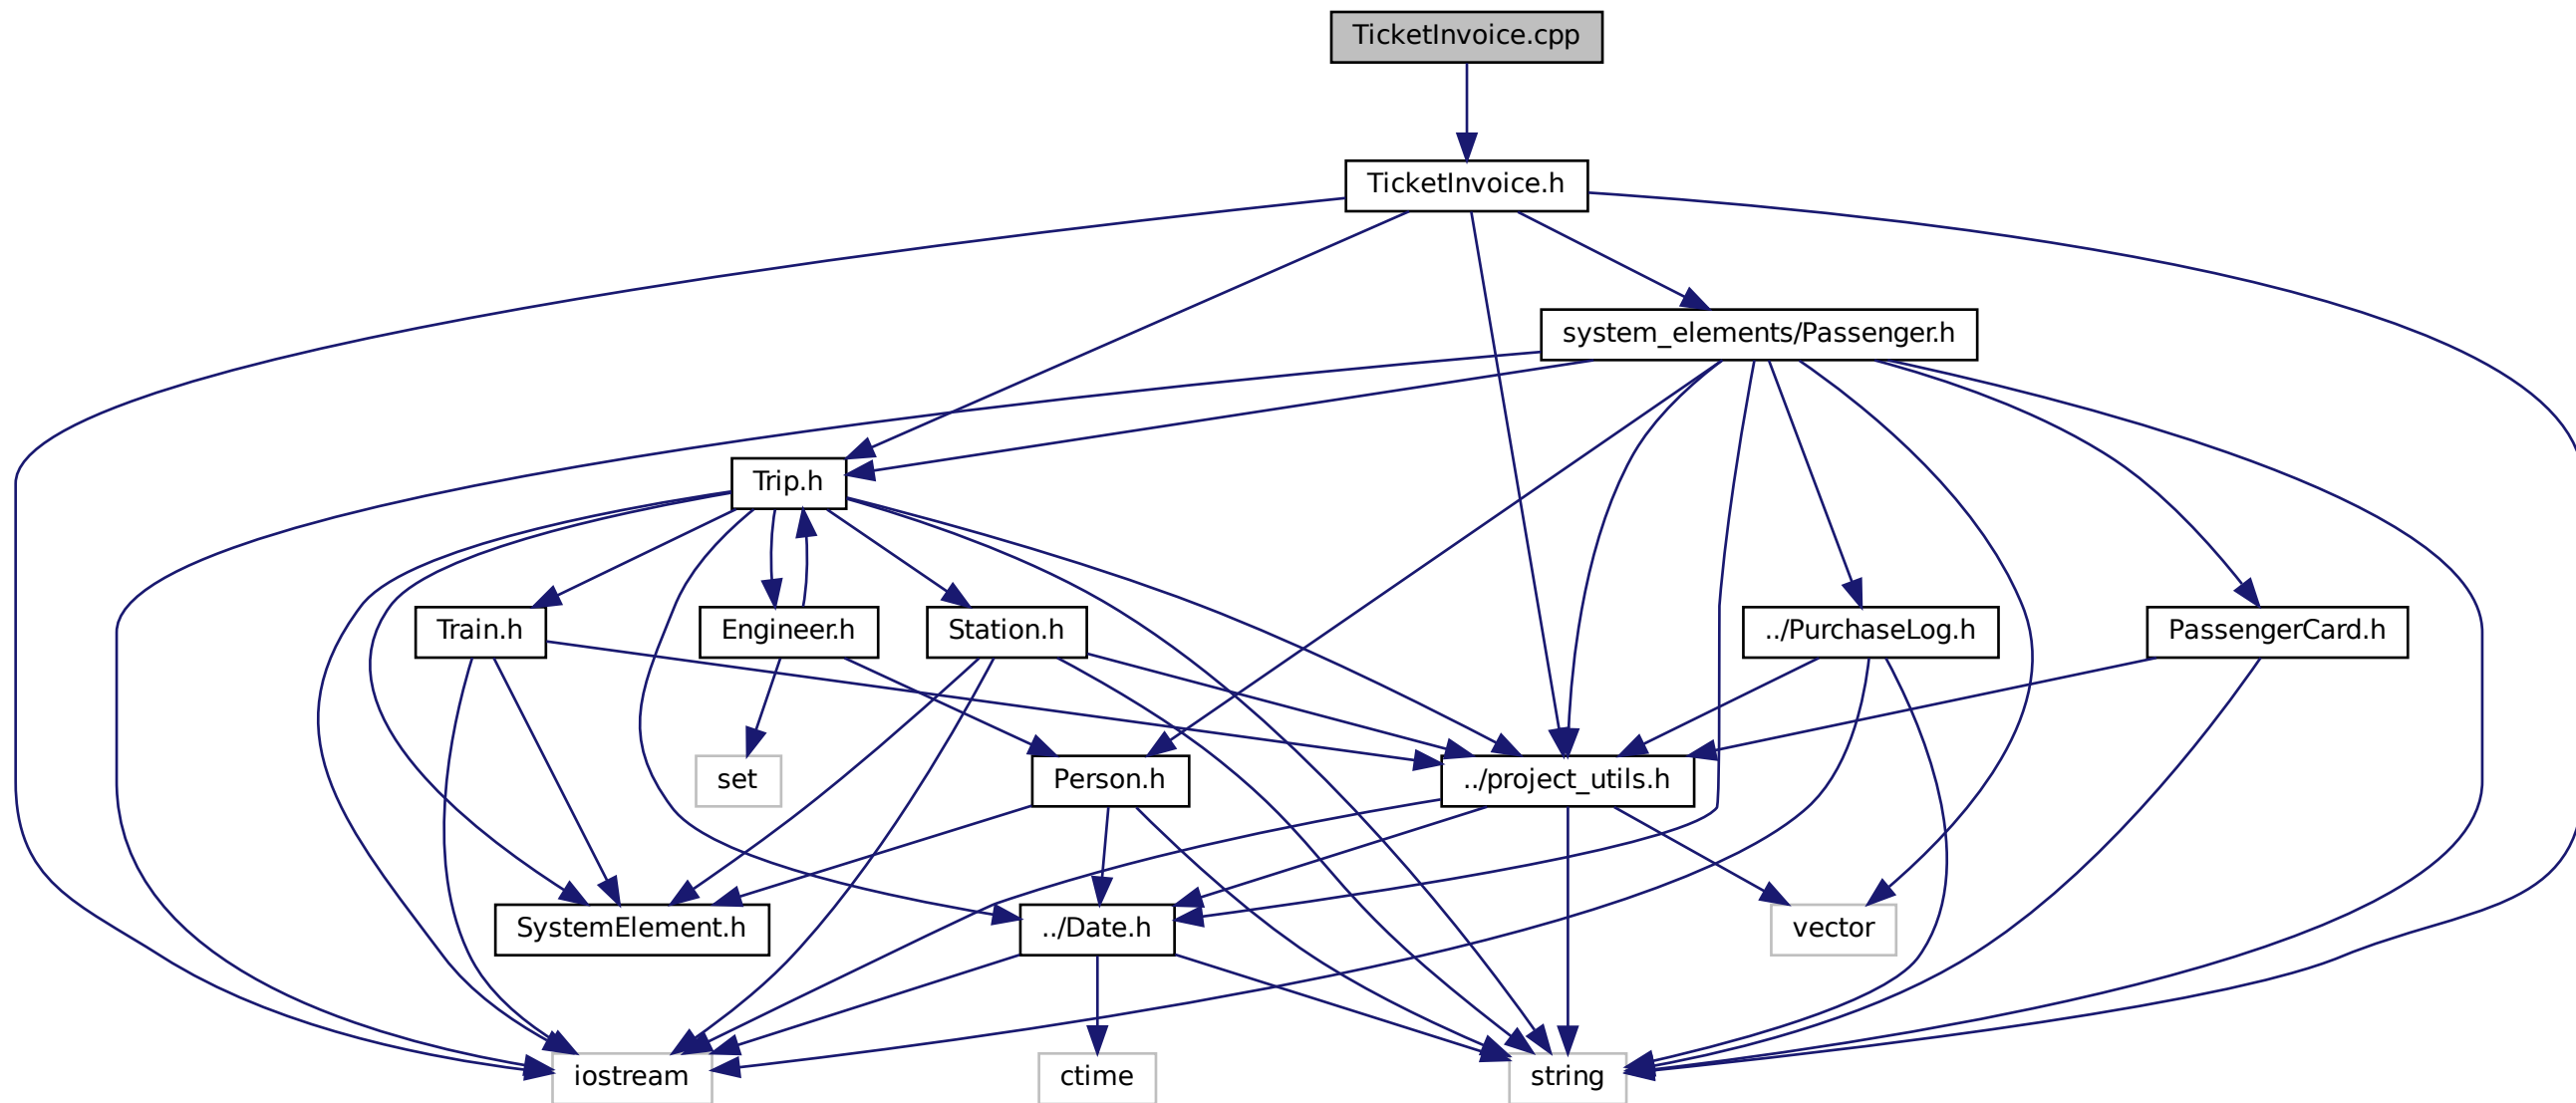 TicketInvoice.cpp
TicketInvoice.h
system_elements/Passenger.h
Trip.h
Train.h
Engineer.h
Station.h
../PurchaseLog.h
PassengerCard.h
set
Person.h
../project_utils.h
SystemElement.h
../Date.h
vector
iostream
ctime
string